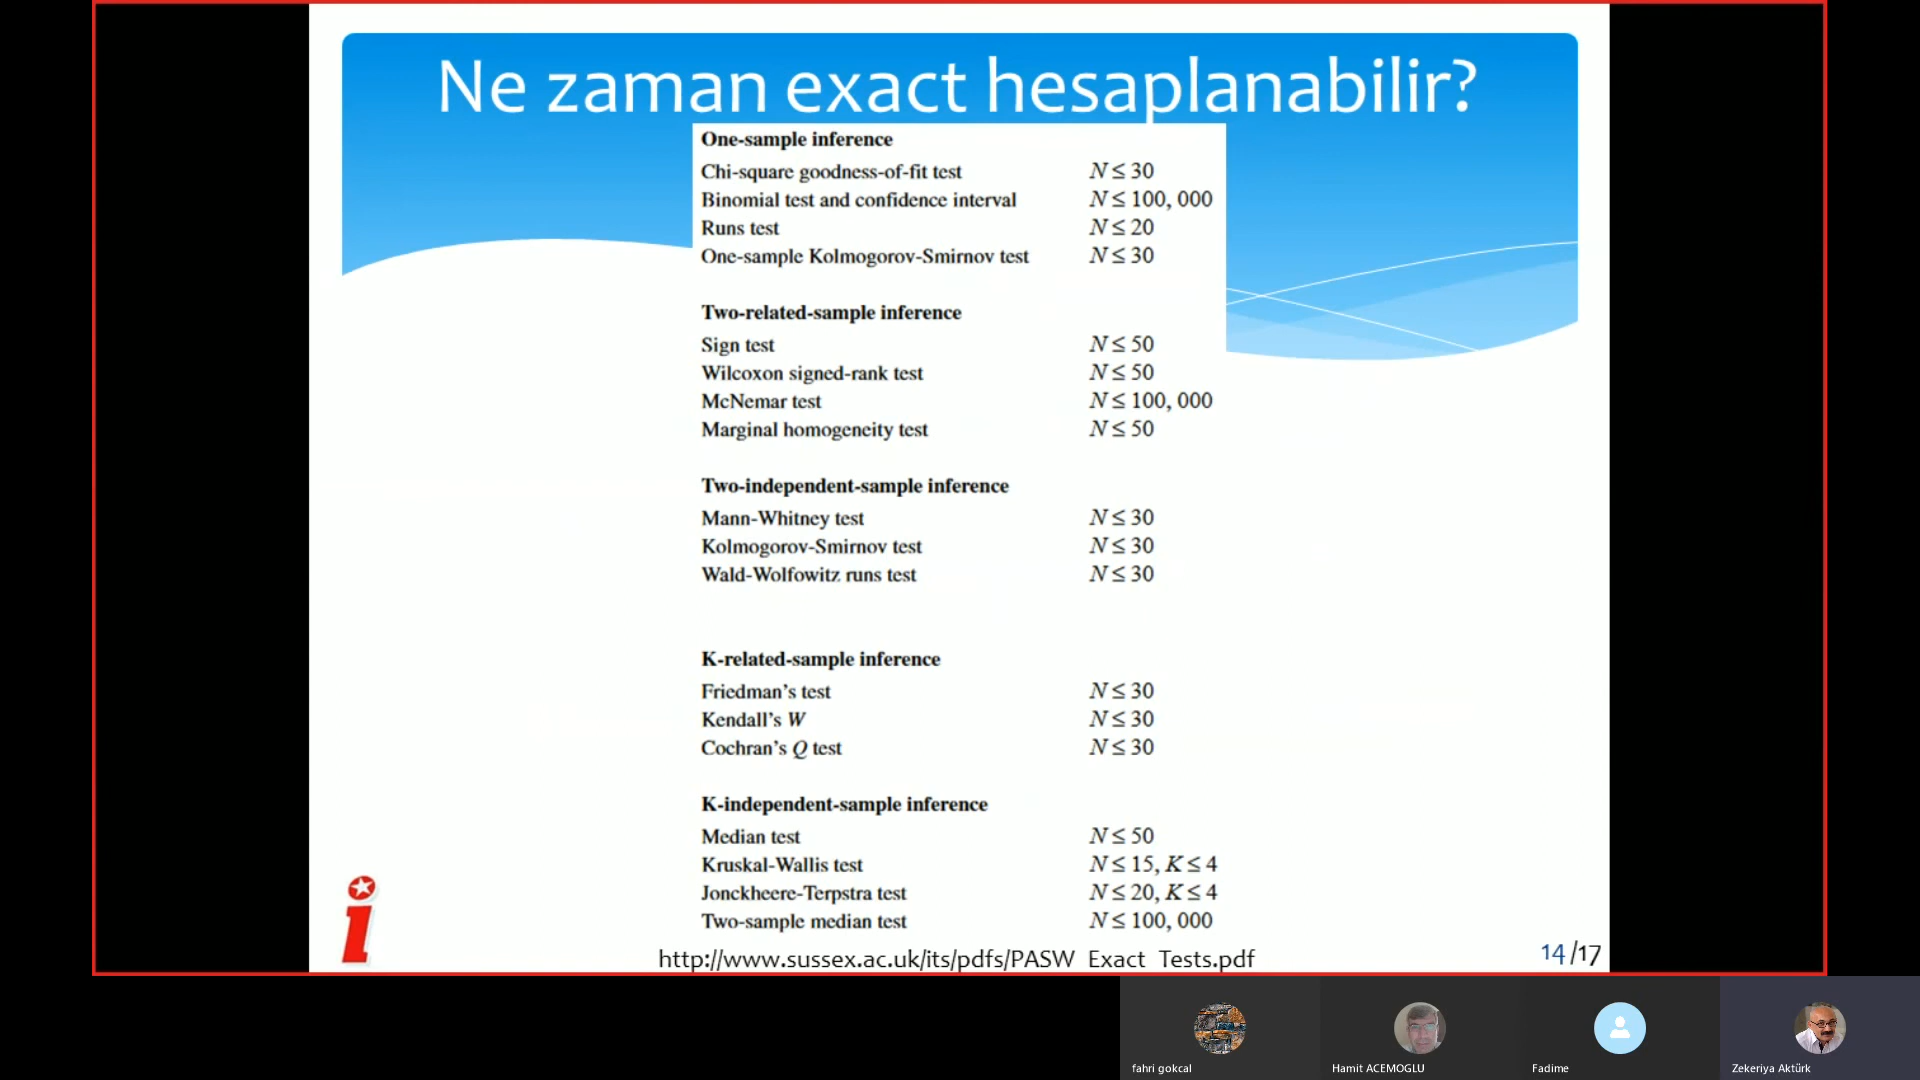 Ne zaman exact hesaplanabilir?
One-sample inference
Chi-square goodness-of-fit test N ≤ 30
Binomial test and confidence interval N ≤ 100, 000
Runs test N ≤ 20
One-sample Kolmogorov-Smirnov test N ≤ 30
Two-related-sample inference
Sign test N ≤ 50
Wilcoxon signed-rank test N ≤ 50
McNemar test N ≤ 100, 000
Marginal homogeneity test N ≤ 50
Two-independent-sample inference
Mann-Whitney test N ≤ 30
Kolmogorov-Smirnov test N ≤ 30
Wald-Wolfowitz runs test N ≤ 30
K-related-sample inference
Friedman's test N ≤ 30
Kendall's W N ≤ 30
Cochran's Q test N ≤ 30
K-independent-sample inference
Median test N ≤ 50
Kruskal-Wallis test N ≤ 15, K ≤ 4
Jonckheere-Terpstra test N ≤ 20, K ≤ 4
Two-sample median test N ≤ 100, 000
http://www.sussex.ac.uk/its/pdfs/PASW_Exact_Tests.pdf
14 /17
fahri gokcal
Hamit ACEMOGLU
Fadime
Zekeriya Aktürk